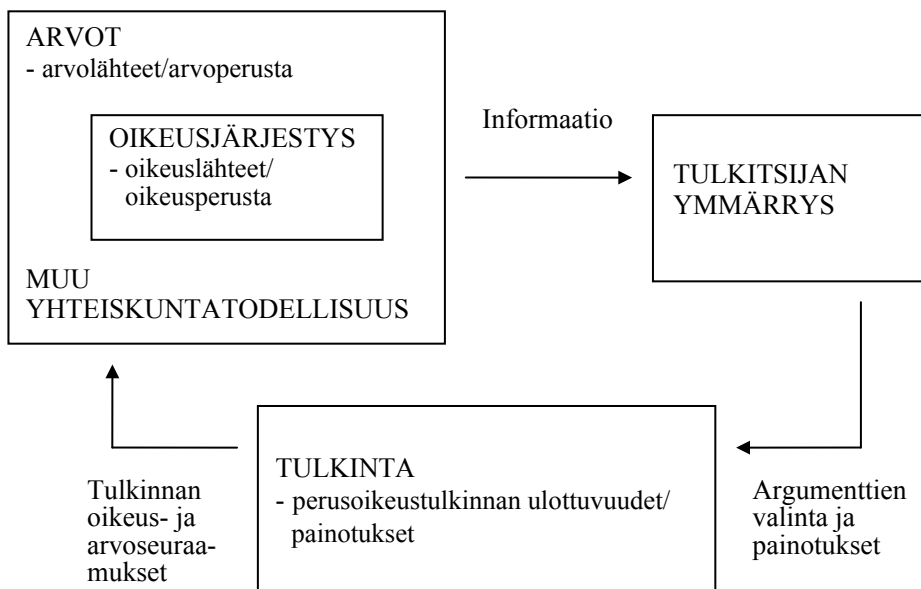 ARVOT
- arvolähteet/arvoperusta
OIKEUSJÄRJESTYS
- oikeuslähteet/
oikeusperusta
MUU
YHTEISKUNTATODELLISUUS
Informaatio
TULKITSIJAN
YMMÄRRYS
Argumenttien
valinta ja
painotukset
TULKINTA
- perusoikeustulkinnan ulottuvuudet/
painotukset
Tulkinnan
oikeus- ja
arvoseuraa-
mukset